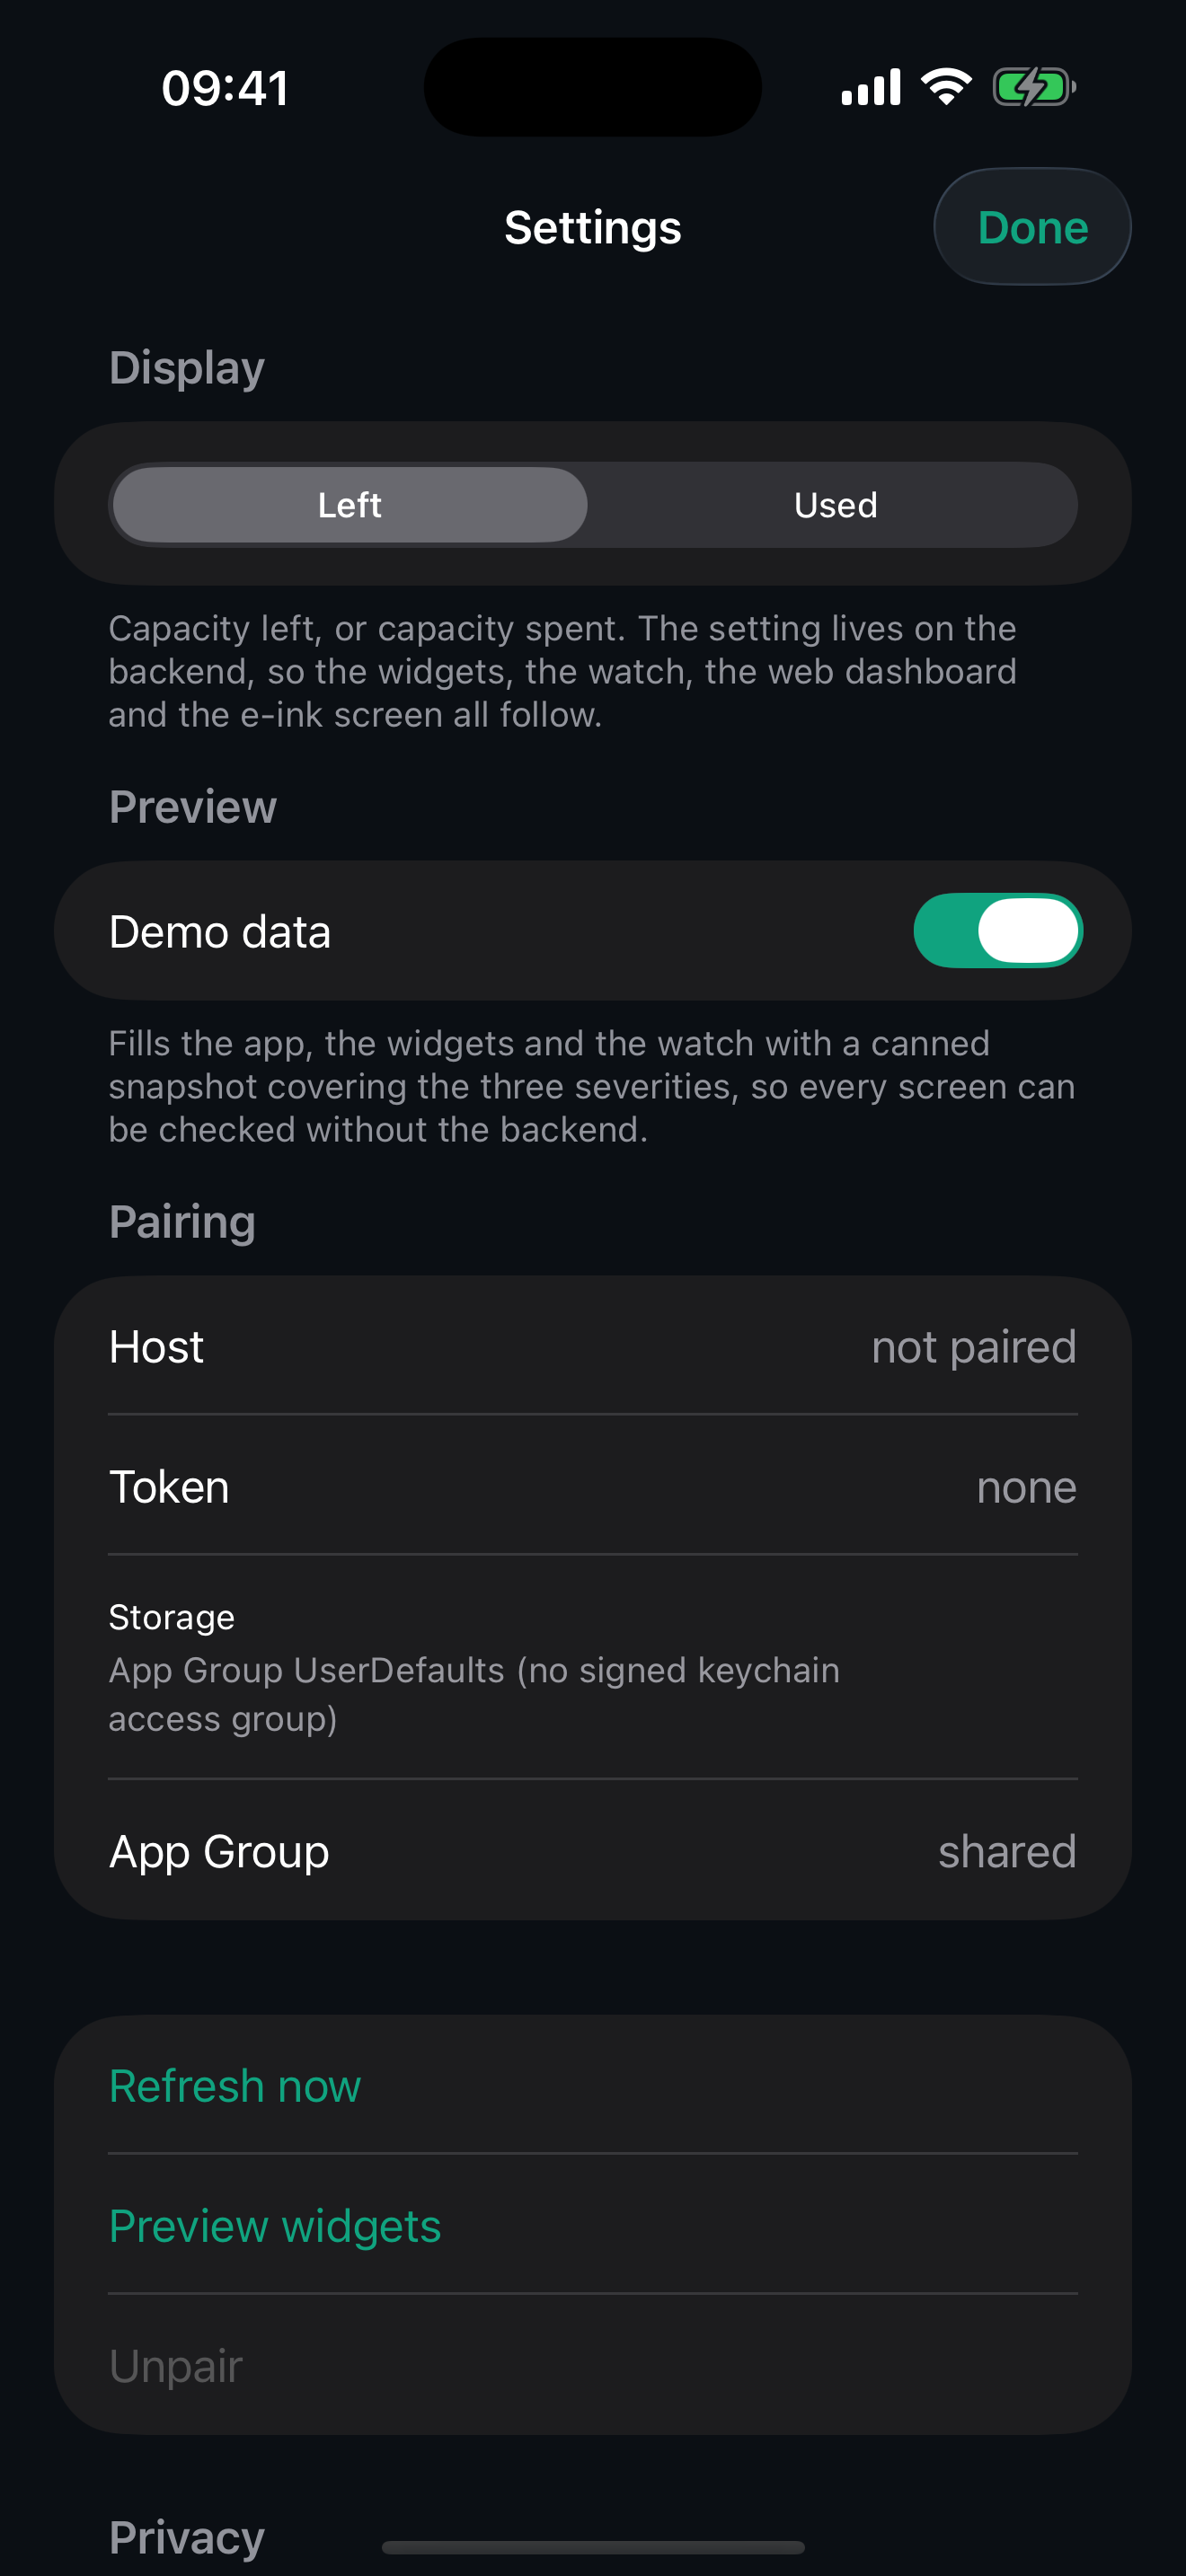 09:41
Settings
Done
Display
Left
Used
Capacity left, or capacity spent. The setting lives on the
backend, so the widgets, the watch, the web dashboard
and the e-ink screen all follow.
Preview
Demo data
Fills the app, the widgets and the watch with a canned
snapshot covering the three severities, so every screen can
be checked without the backend.
Pairing
Host not paired
Token none
Storage
App Group UserDefaults (no signed keychain
access group)
App Group shared
Refresh now
Preview widgets
Unpair
Privacy